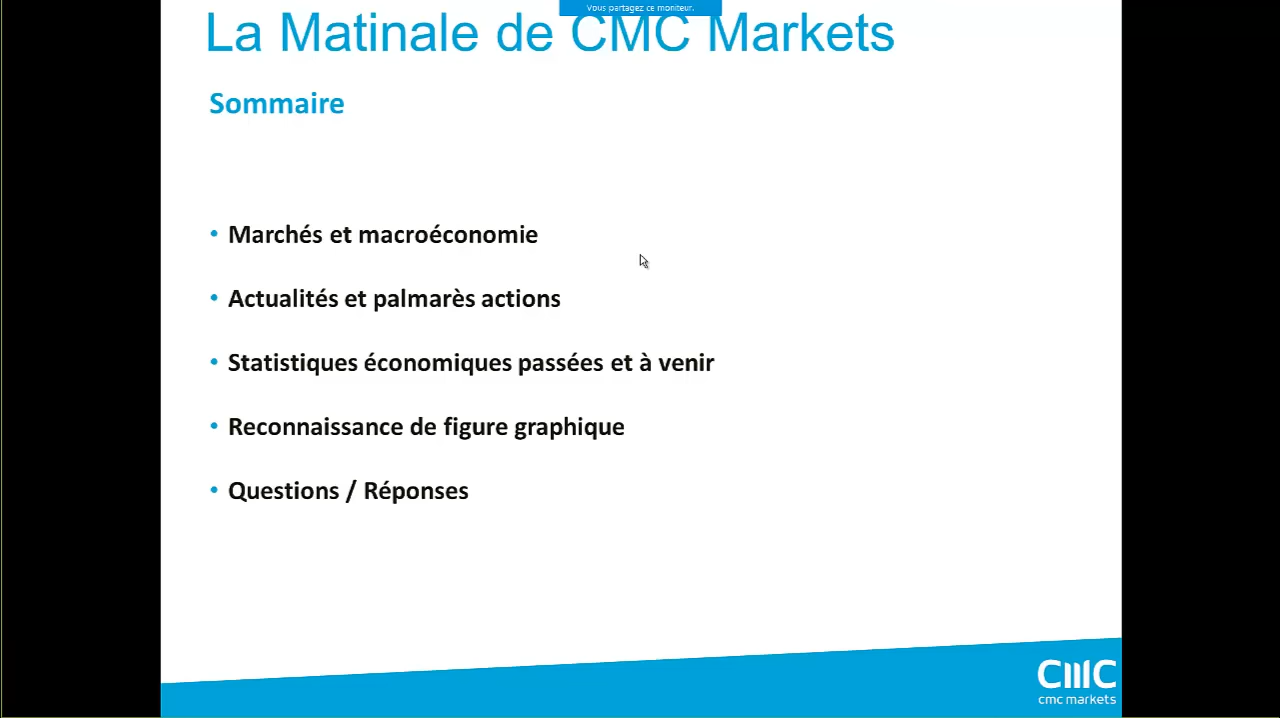 Vous partagez ce moniteur.
La Matinale de CMC Markets
Sommaire
• Marchés et macroéconomie
• Actualités et palmarès actions
• Statistiques économiques passées et à venir
• Reconnaissance de figure graphique
• Questions / Réponses
CMC
cmc markets